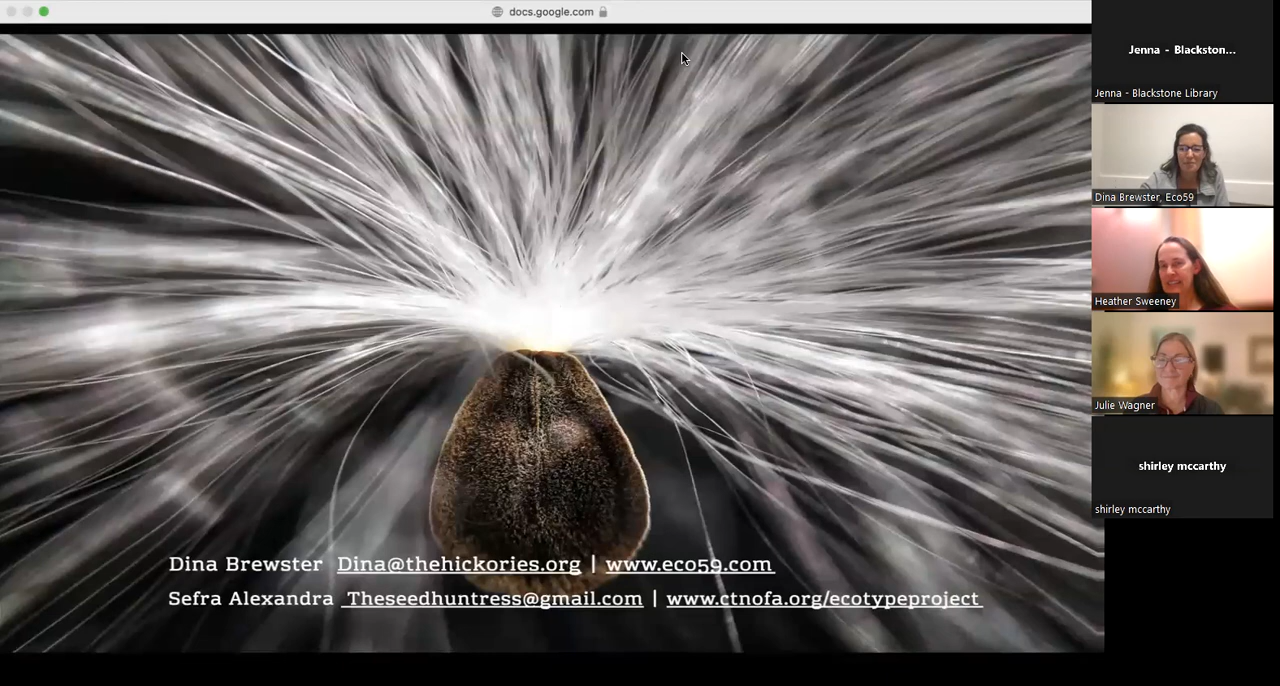 docs.google.com
Jenna - Blackston...
Jenna - Blackstone Library
Dina Brewster, Eco59
Heather Sweeney
Julie Wagner
shirley mccarthy
shirley mccarthy
Dina Brewster Dina@thehickories.org | www.eco59.com
Sefra Alexandra Theseedhuntress@gmail.com | www.ctnofa.org/ecotypeproject